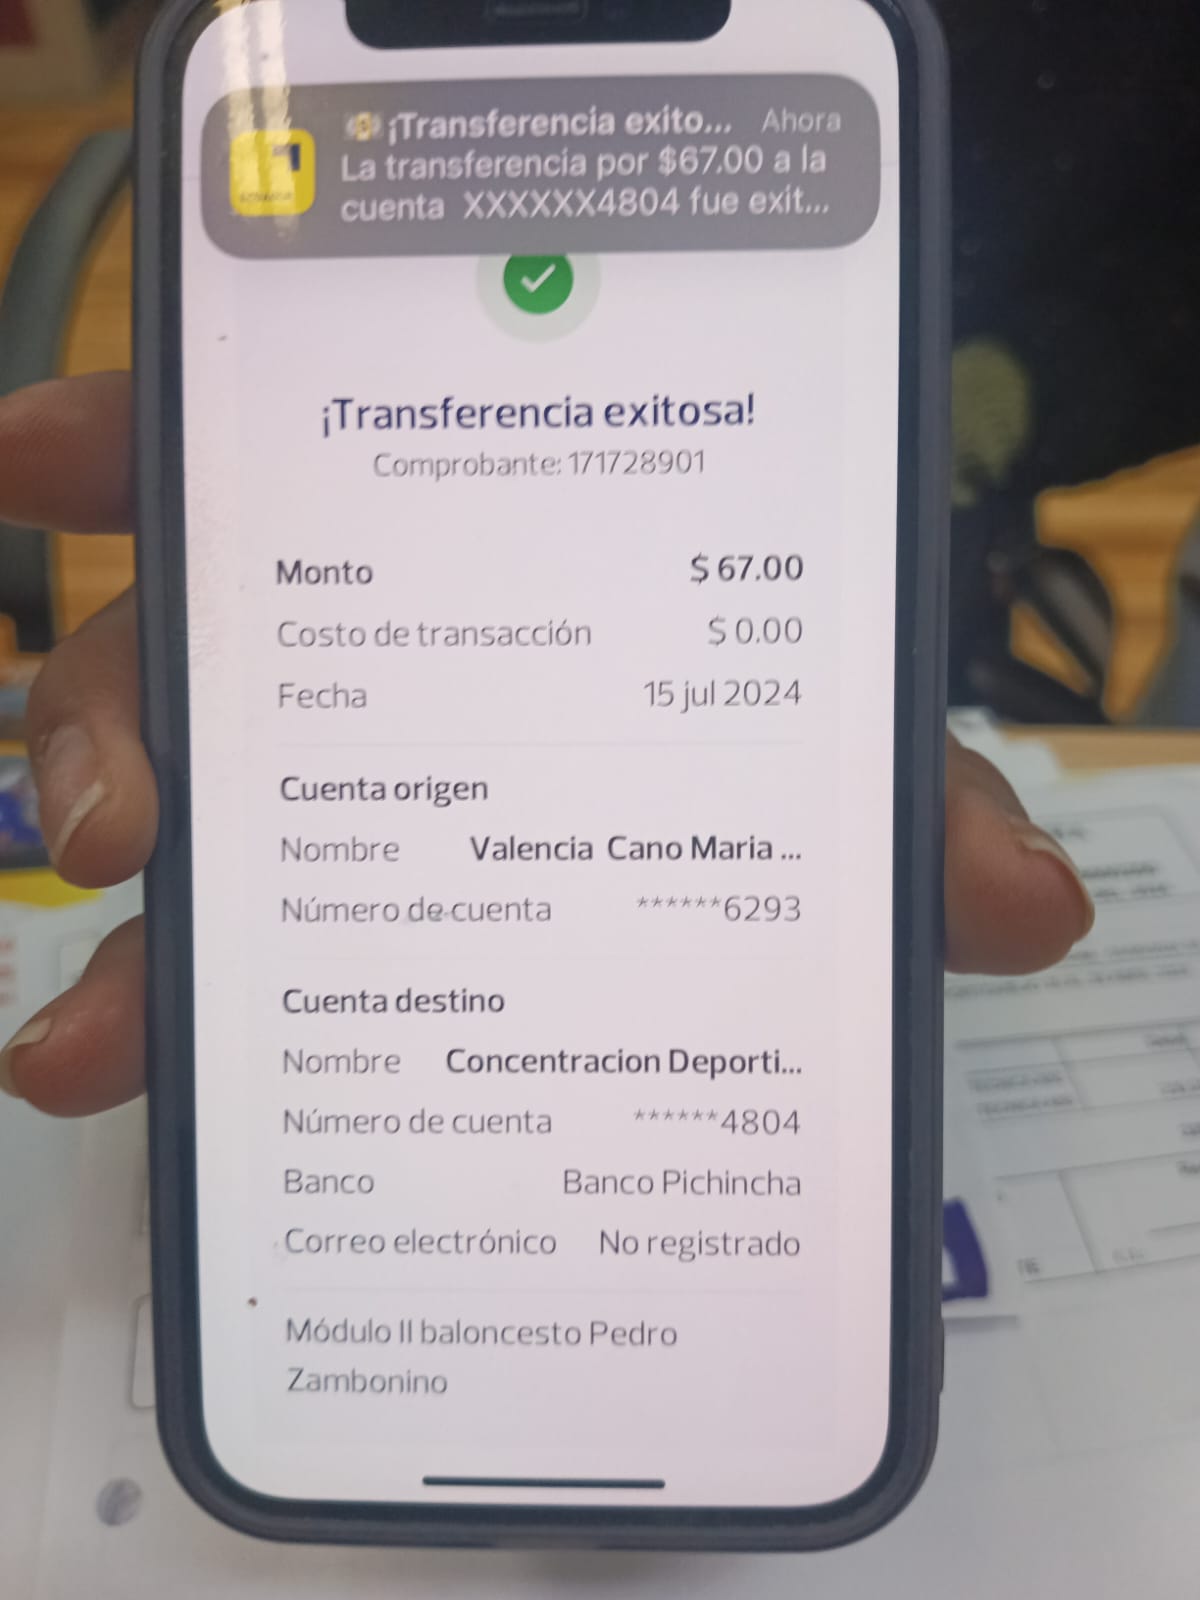 ¡Transferencia exito... Ahora
La transferencia por $67.00 a la
cuenta XXXXXX4804 fue exit...
¡Transferencia exitosa!
Comprobante: 171728901
Monto $ 67.00
Costo de transacción $ 0.00
Fecha 15 jul 2024
Cuenta origen
Nombre Valencia Cano Maria ...
Número de cuenta ******6293
Cuenta destino
Nombre Concentracion Deporti...
Número de cuenta ******4804
Banco Banco Pichincha
Correo electrónico No registrado
Módulo II baloncesto Pedro
Zambonino